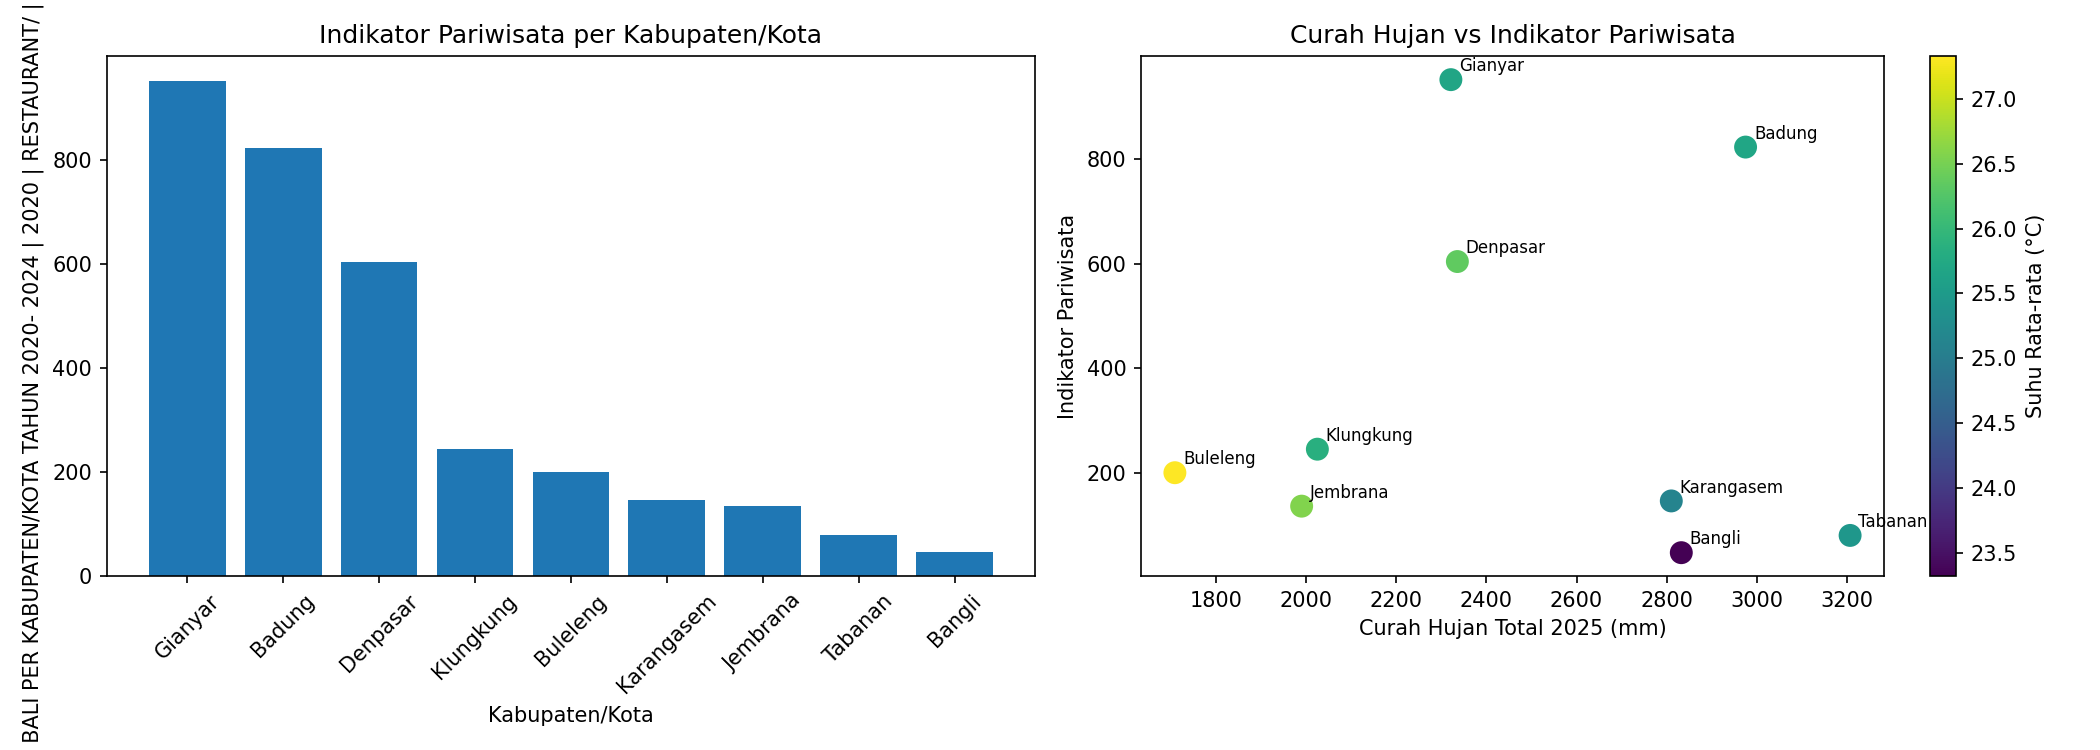 Indikator Pariwisata per Kabupaten/Kota
BALI PER KABUPATEN/KOTA TAHUN 2020- 2024 | 2020 | RESTAURANT/ |
800
600
400
200
0
Gianyar
Badung
Denpasar
Klungkung
Buleleng
Karangasem
Jembrana
Tabanan
Bangli
Kabupaten/Kota
Curah Hujan vs Indikator Pariwisata
Indikator Pariwisata
800
600
400
200
Gianyar
Badung
Denpasar
Klungkung
Buleleng
Jembrana
Karangasem
Tabanan
Bangli
1800 2000 2200 2400 2600 2800 3000 3200
Curah Hujan Total 2025 (mm)
27.0
26.5
26.0
25.5
25.0
24.5
24.0
23.5
Suhu Rata-rata (°C)